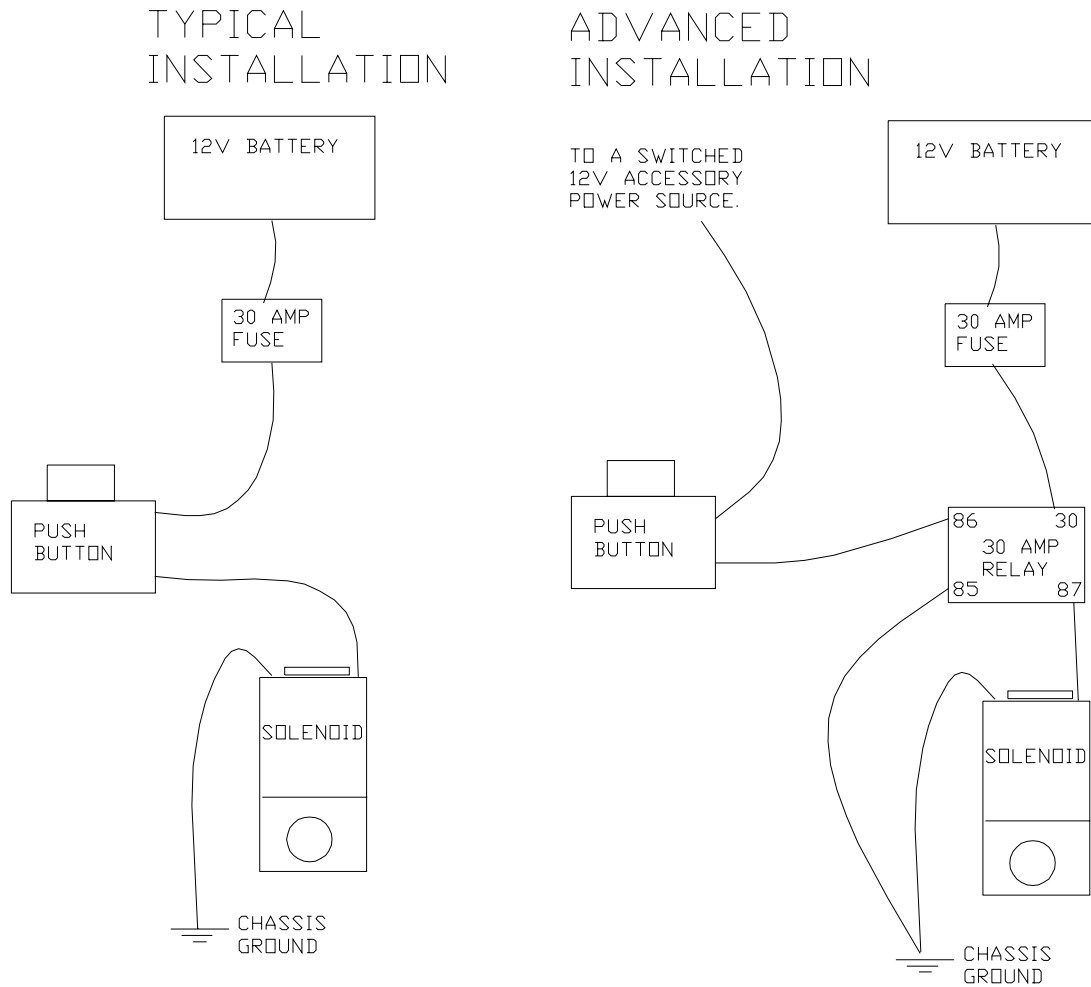 TYPICAL
INSTALLATION
12V BATTERY
30 AMP
FUSE
PUSH
BUTTON
SOLENOID
CHASSIS
GROUND
ADVANCED
INSTALLATION
TO A SWITCHED
12V ACCESSORY
POWER SOURCE.
12V BATTERY
30 AMP
FUSE
PUSH
BUTTON
86 30
30 AMP
RELAY
85 87
SOLENOID
CHASSIS
GROUND